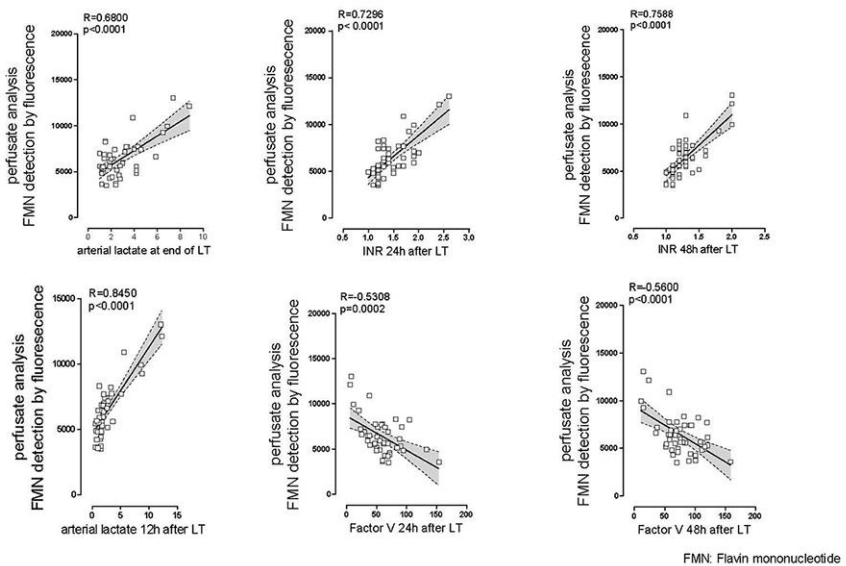 R=0.6800
p<0.0001
perfusate analysis
FMN detection by fluorescence
20000
15000
10000
5000
0
0 2 4 6 8 10
arterial lactate at end of LT
R=0.7296
p< 0.0001
perfusate analysis
FMN detection by fluorescence
20000
15000
10000
5000
0
0.5 1.0 1.5 2.0 2.5 3.0
INR 24h after LT
R=0.7588
p<0.0001
perfusate analysis
FMN detection by fluorescence
20000
15000
10000
5000
0
0.5 1.0 1.5 2.0 2.5
INR 48h after LT
R=0.8450
p<0.0001
perfusate analysis
FMN detection by fluoresecence
15000
10000
5000
0
0 5 10 15
arterial lactate 12h after LT
R=-0.5308
p=0.0002
perfusate analysis
FMN detection by fluorescence
20000
15000
10000
5000
0
0 50 100 150 200
Factor V 24h after LT
R=-0.5600
p<0.0001
perfusate analysis
FMN detection by fluorescence
20000
15000
10000
5000
0
0 50 100 150 200
Factor V 48h after LT
FMN: Flavin mononucleotide